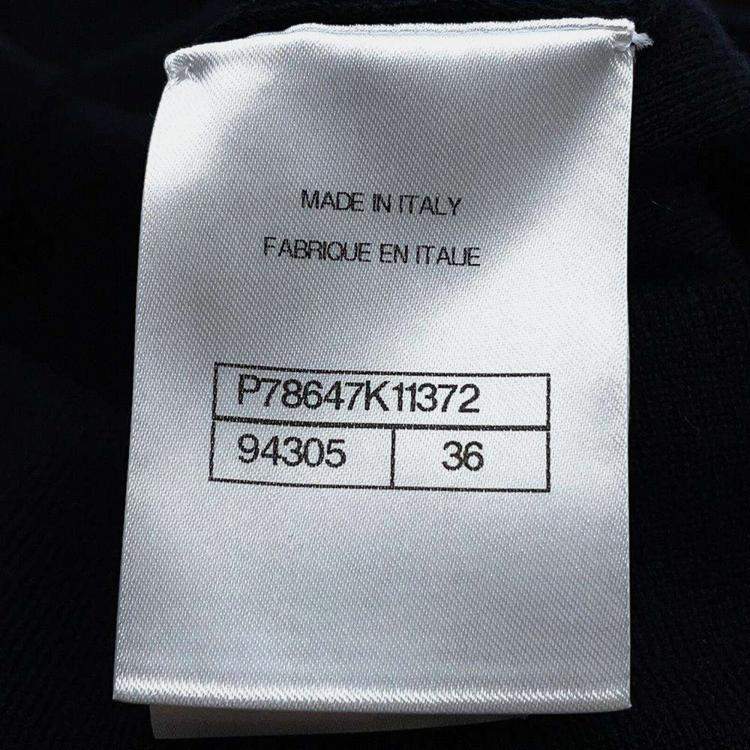 MADE IN ITALY
FABRIQUE EN ITALIE
P78647K11372
94305 36